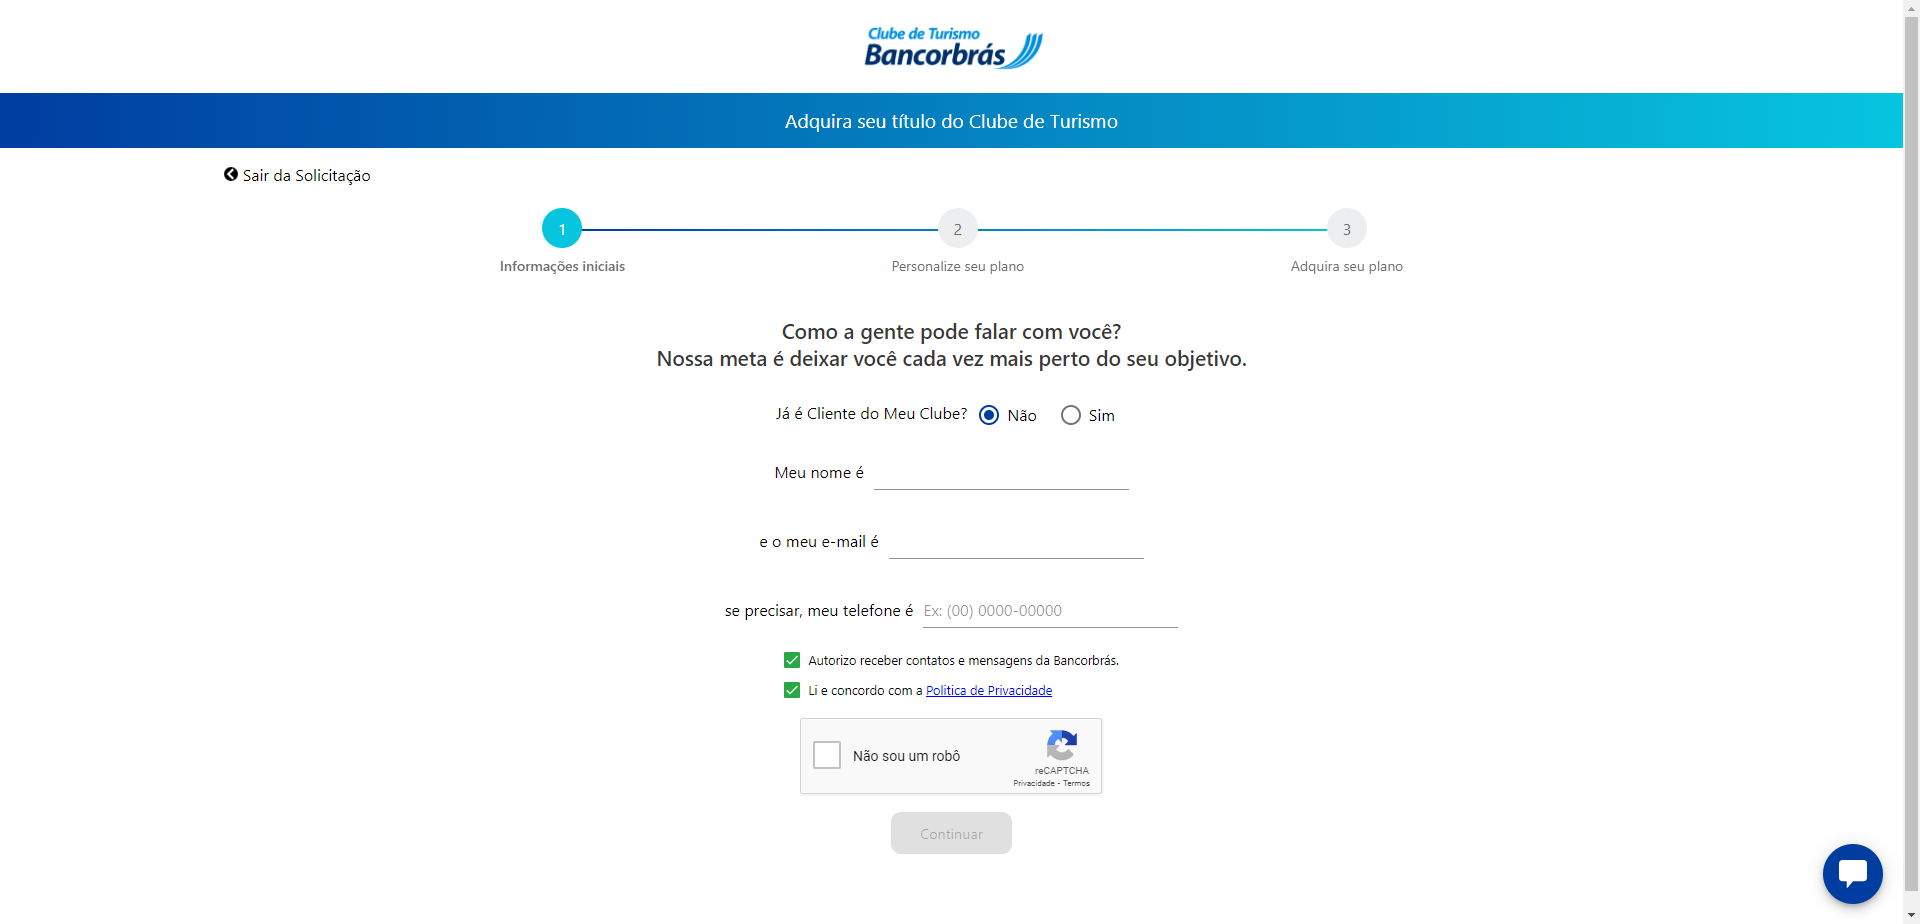 Clube de Turismo
Bancorbrás
Adquira seu título do Clube de Turismo
Sair da Solicitação
1
2
3
Informações iniciais
Personalize seu plano
Adquira seu plano
Como a gente pode falar com você?
Nossa meta é deixar você cada vez mais perto do seu objetivo.
Já é Cliente do Meu Clube? Não Sim
Meu nome é
e o meu e-mail é
se precisar, meu telefone é Ex: (00) 0000-00000
Autorizo receber contatos e mensagens da Bancorbrás.
Li e concordo com a Politica de Privacidade
Não sou um robô
reCAPTCHA
Privacidade - Termos
Continuar